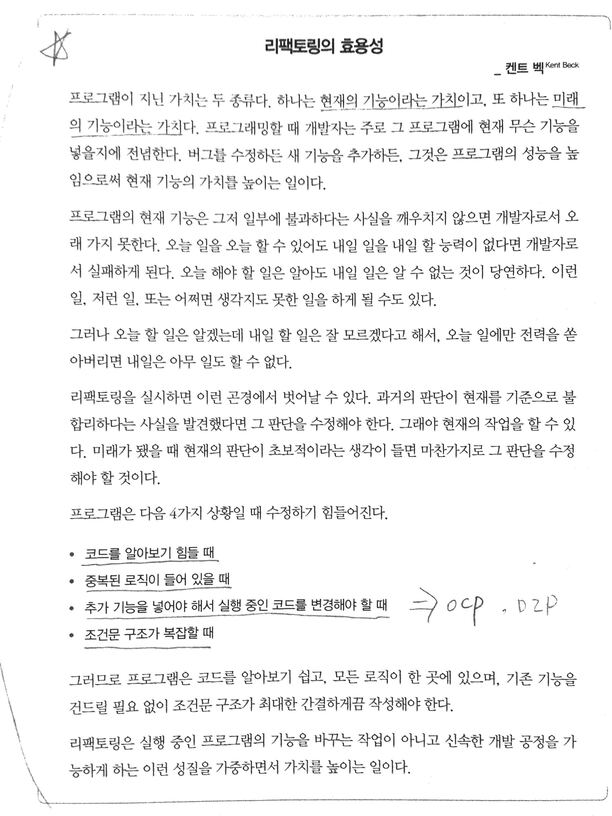 리팩토링의 효용성
_ 켄트 벡 Kent Beck
프로그램이 지닌 가치는 두 종류다. 하나는 현재의 기능이라는 가치이고, 또 하나는 미래
의 기능이라는 가치다. 프로그래밍할 때 개발자는 주로 그 프로그램에 현재 무슨 기능을
넣을지에 전념한다. 버그를 수정하든 새 기능을 추가하든, 그것은 프로그램의 성능을 높
임으로써 현재 기능의 가치를 높이는 일이다.
프로그램의 현재 기능은 그저 일부에 불과하다는 사실을 깨우치지 않으면 개발자로서 오
래 가지 못한다. 오늘 일을 오늘 할 수 있어도 내일 일을 내일 할 능력이 없다면 개발자로
서 실패하게 된다. 오늘 해야 할 일은 알아도 내일 일은 알 수 없는 것이 당연하다. 이런
일, 저런 일, 또는 어쩌면 생각지도 못한 일을 하게 될 수도 있다.
그러나 오늘 할 일은 알겠는데 내일 할 일은 잘 모르겠다고 해서, 오늘 일에만 전력을 쏟
아버리면 내일은 아무 일도 할 수 없다.
리팩토링을 실시하면 이런 곤경에서 벗어날 수 있다. 과거의 판단이 현재를 기준으로 불
합리하다는 사실을 발견했다면 그 판단을 수정해야 한다. 그래야 현재의 작업을 할 수 있
다. 미래가 됐을 때 현재의 판단이 초보적이라는 생각이 들면 마찬가지로 그 판단을 수정
해야 할 것이다.
프로그램은 다음 4가지 상황일 때 수정하기 힘들어진다.
• 코드를 알아보기 힘들 때
• 중복된 로직이 들어 있을 때
• 추가 기능을 넣어야 해서 실행 중인 코드를 변경해야 할 때 ⇒ OCP . DZP
• 조건문 구조가 복잡할 때
그러므로 프로그램은 코드를 알아보기 쉽고, 모든 로직이 한 곳에 있으며, 기존 기능을
건드릴 필요 없이 조건문 구조가 최대한 간결하게끔 작성해야 한다.
리팩토링은 실행 중인 프로그램의 기능을 바꾸는 작업이 아니고 신속한 개발 공정을 가
능하게 하는 이런 성질을 가중하면서 가치를 높이는 일이다.